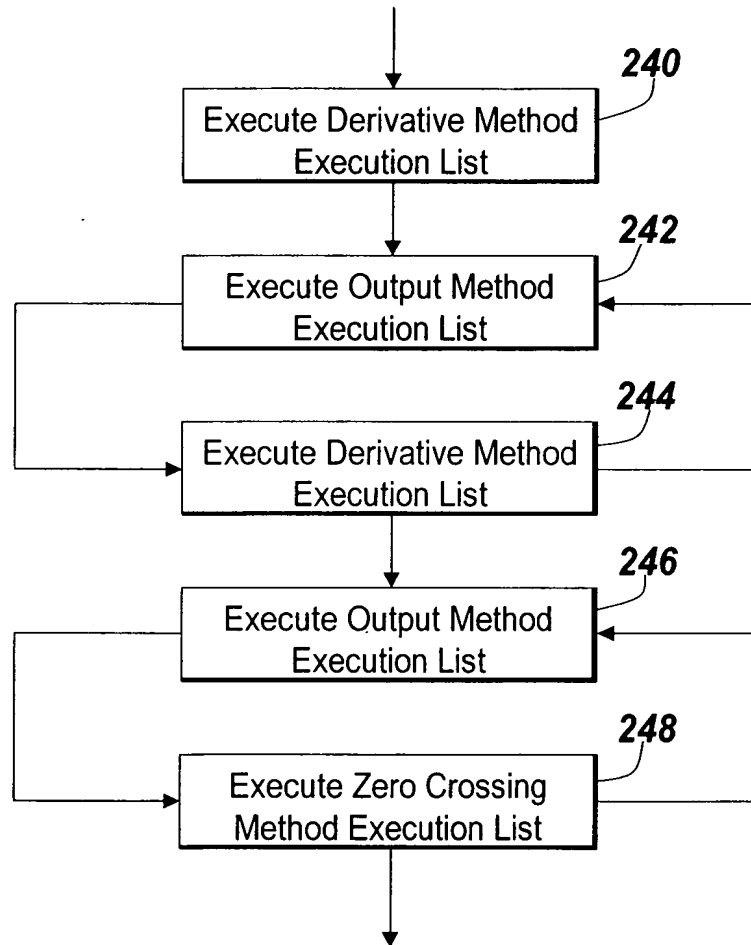 240
Execute Derivative Method
Execution List
242
Execute Output Method
Execution List
244
Execute Derivative Method
Execution List
246
Execute Output Method
Execution List
248
Execute Zero Crossing
Method Execution List